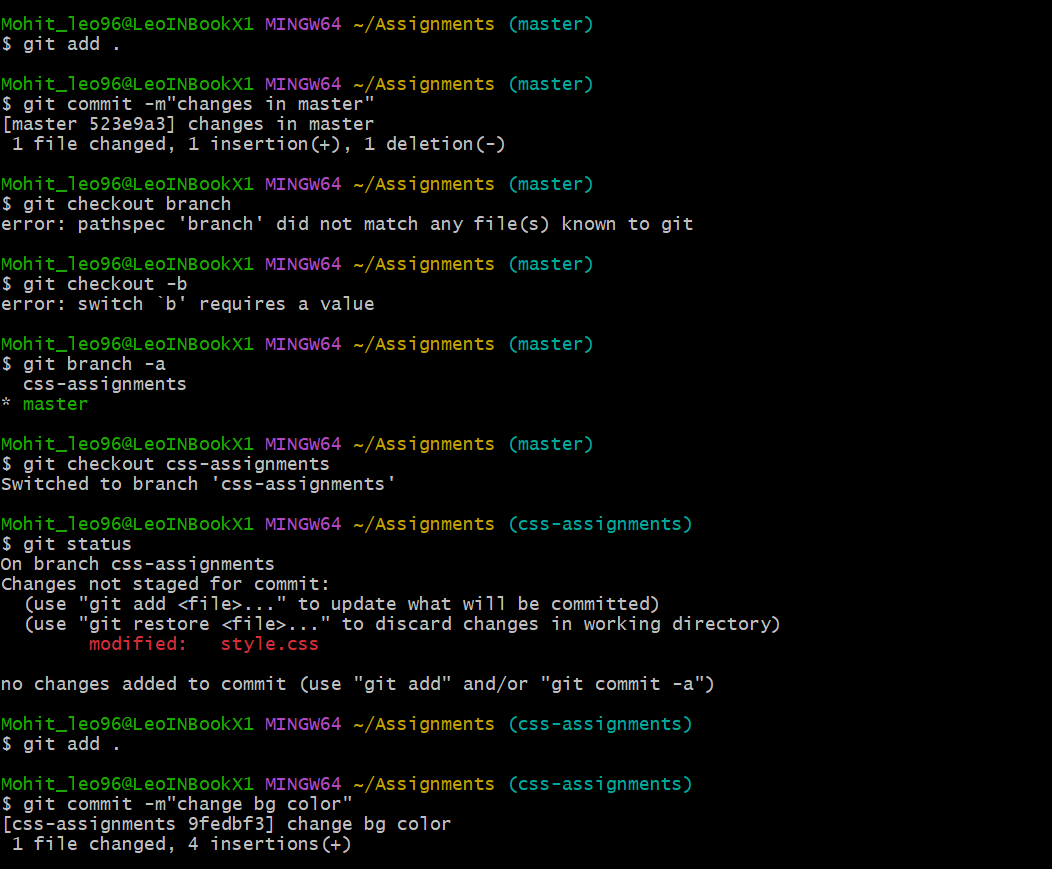 Mohit_leo96@LeoINBookX1 MINGW64 ~/Assignments (master)
$ git add .
Mohit_leo96@LeoINBookX1 MINGW64 ~/Assignments (master)
$ git commit -m"changes in master"
[master 523e9a3] changes in master
 1 file changed, 1 insertion(+), 1 deletion(-)
Mohit_leo96@LeoINBookX1 MINGW64 ~/Assignments (master)
$ git checkout branch
error: pathspec 'branch' did not match any file(s) known to git
Mohit_leo96@LeoINBookX1 MINGW64 ~/Assignments (master)
$ git checkout -b
error: switch `b' requires a value
Mohit_leo96@LeoINBookX1 MINGW64 ~/Assignments (master)
$ git branch -a
  css-assignments
* master
Mohit_leo96@LeoINBookX1 MINGW64 ~/Assignments (master)
$ git checkout css-assignments
Switched to branch 'css-assignments'
Mohit_leo96@LeoINBookX1 MINGW64 ~/Assignments (css-assignments)
$ git status
On branch css-assignments
Changes not staged for commit:
  (use "git add <file>..." to update what will be committed)
  (use "git restore <file>..." to discard changes in working directory)
        modified:   style.css
no changes added to commit (use "git add" and/or "git commit -a")
Mohit_leo96@LeoINBookX1 MINGW64 ~/Assignments (css-assignments)
$ git add .
Mohit_leo96@LeoINBookX1 MINGW64 ~/Assignments (css-assignments)
$ git commit -m"change bg color"
[css-assignments 9fedbf3] change bg color
 1 file changed, 4 insertions(+)